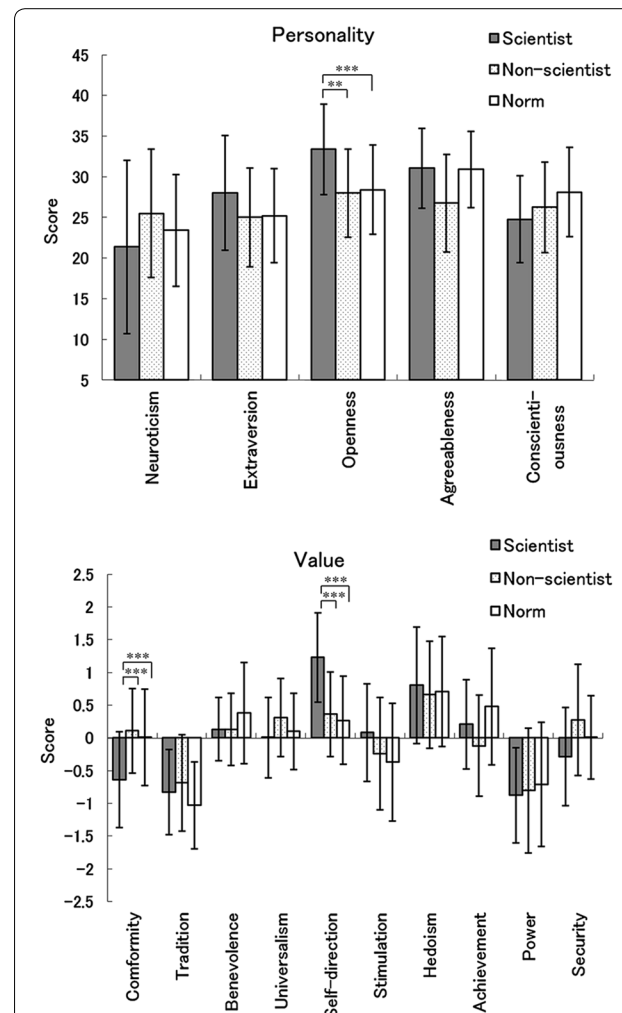 Personality
Scientist
Non-scientist
Norm
***
**
45
40
35
30
25
20
15
10
5
Score
Neuroticism
Extraversion
Openness
Agreeableness
Conscienti-
ousness
Value
Scientist
Non-scientist
Norm
***
***
***
***
2.5
2
1.5
1
0.5
0
-0.5
-1
-1.5
-2
-2.5
Score
Comformity
Tradition
Benevolence
Universalism
Self-direction
Stimulation
Hedoism
Achievement
Power
Security